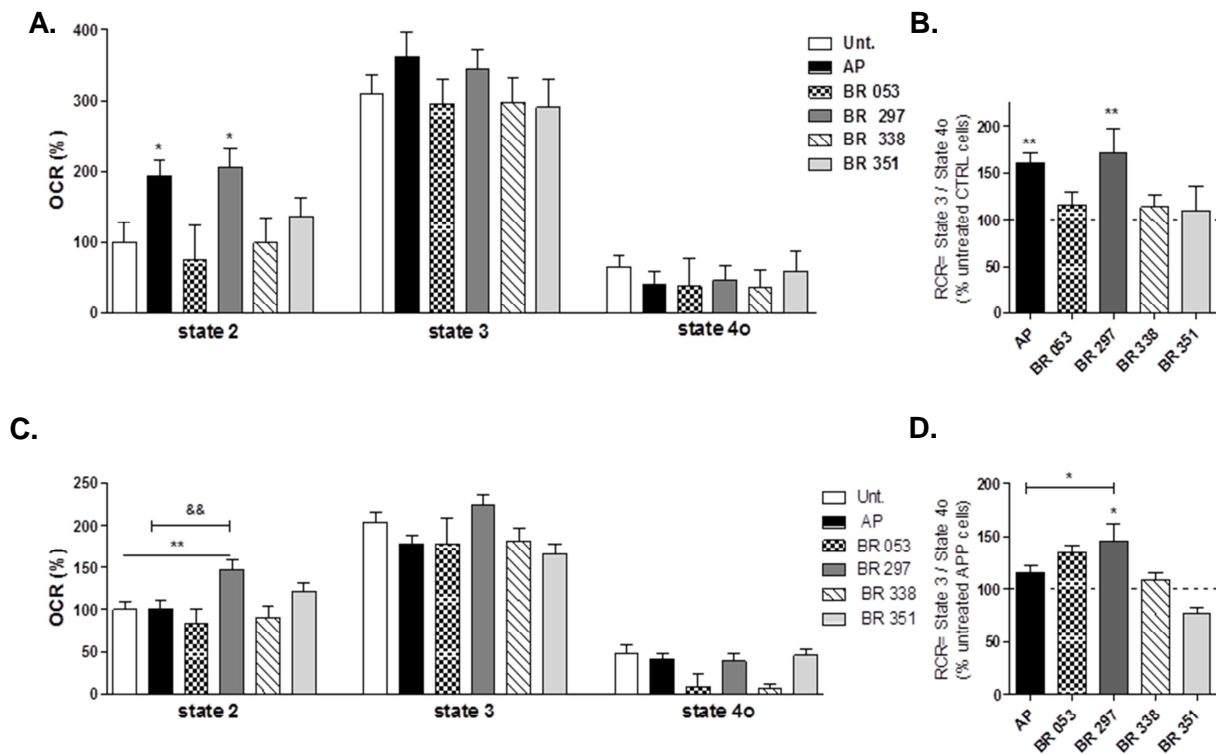 A.
OCR (%)
400
300
200
100
0
*
*
state 2
state 3
state 4o
Unt.
AP
BR 053
BR 297
BR 338
BR 351
B.
RCR= State 3 / State 4o
(% untreated CTRL cells)
200
150
100
50
0
**
**
AP
BR 053
BR 297
BR 338
BR 351
C.
OCR (%)
250
200
150
100
50
0
&&
**
state 2
state 3
state 4o
Unt.
AP
BR 053
BR 297
BR 338
BR 351
D.
RCR= State 3 / State 4o
(% untreated APP cells)
200
150
100
50
0
*
*
AP
BR 053
BR 297
BR 338
BR 351